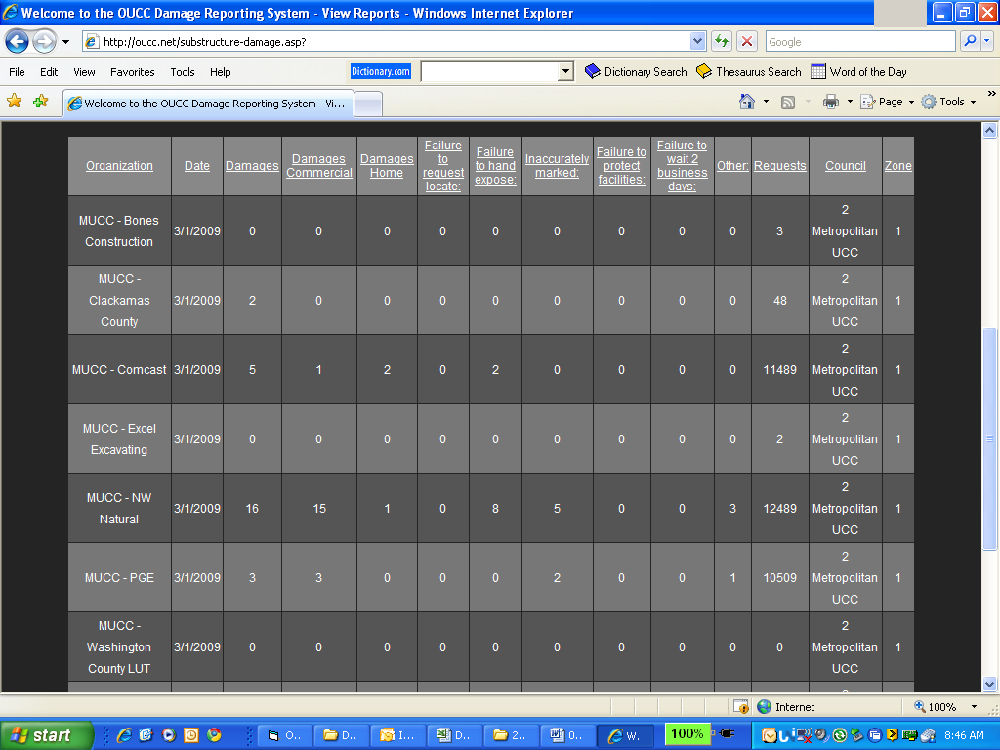 Welcome to the OUCC Damage Reporting System - View Reports - Windows Internet Explorer
http://oucc.net/substructure-damage.asp?
Google
File Edit View Favorites Tools Help
Dictionary.com
Dictionary Search Thesaurus Search Word of the Day
Welcome to the OUCC Damage Reporting System - Vi...
Page Tools
Organization Date Damages Damages Commercial Damages Home Failure to request locate: Failure to hand expose: Inaccurately marked: Failure to protect facilities: Failure to wait 2 business days: Other: Requests Council Zone
MUCC - Bones Construction 3/1/2009 0 0 0 0 0 0 0 0 0 3 2 Metropolitan UCC 1
MUCC - Clackamas County 3/1/2009 2 0 0 0 0 0 0 0 0 48 2 Metropolitan UCC 1
MUCC - Comcast 3/1/2009 5 1 2 0 2 0 0 0 0 11489 2 Metropolitan UCC 1
MUCC - Excel Excavating 3/1/2009 0 0 0 0 0 0 0 0 0 2 2 Metropolitan UCC 1
MUCC - NW Natural 3/1/2009 16 15 1 0 8 5 0 0 3 12489 2 Metropolitan UCC 1
MUCC - PGE 3/1/2009 3 3 0 0 0 2 0 0 1 10509 2 Metropolitan UCC 1
MUCC - Washington County LUT 3/1/2009 0 0 0 0 0 0 0 0 0 0 2 Metropolitan UCC 1
Internet 100%
start O... D... I... D... 2... 0... W... 100% 8:46 AM